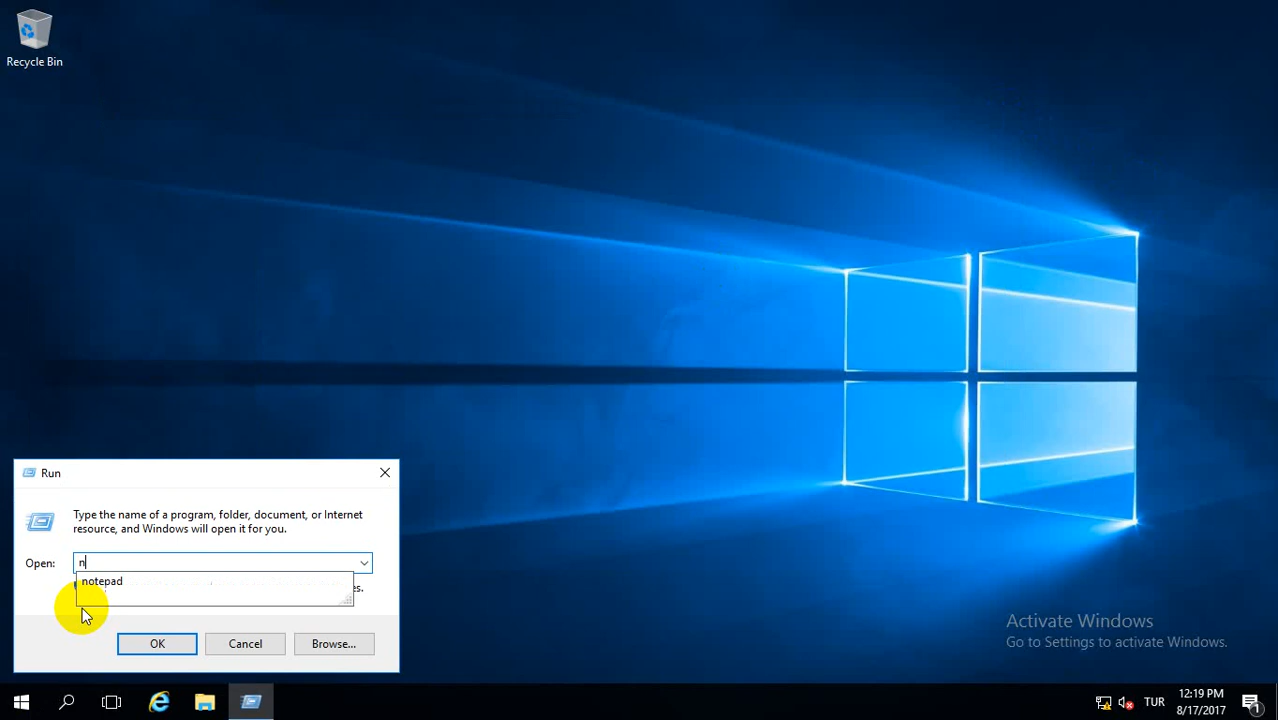 Recycle Bin
Run
Type the name of a program, folder, document, or Internet
resource, and Windows will open it for you.
Open:
n
notepad
es.
OK
Cancel
Browse...
Activate Windows
Go to Settings to activate Windows.
TUR
12:19 PM
8/17/2017
1